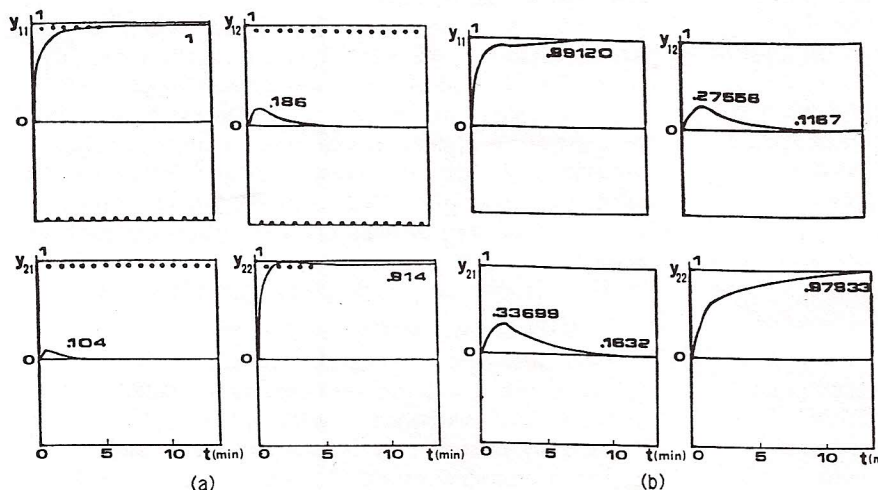 y11 1
0
1
y12 1
0
.186
y11 1
0
.99120
y12 1
0
.27556
.1167
y21 1
0
.104
0 5 10 t(min)
y22 1
0
.914
0 5 10 t(min)
y21 1
0
.33699
.1632
0 5 10 t(min)
y22 1
0
.97933
0 5 10 t(m
(a)
(b)